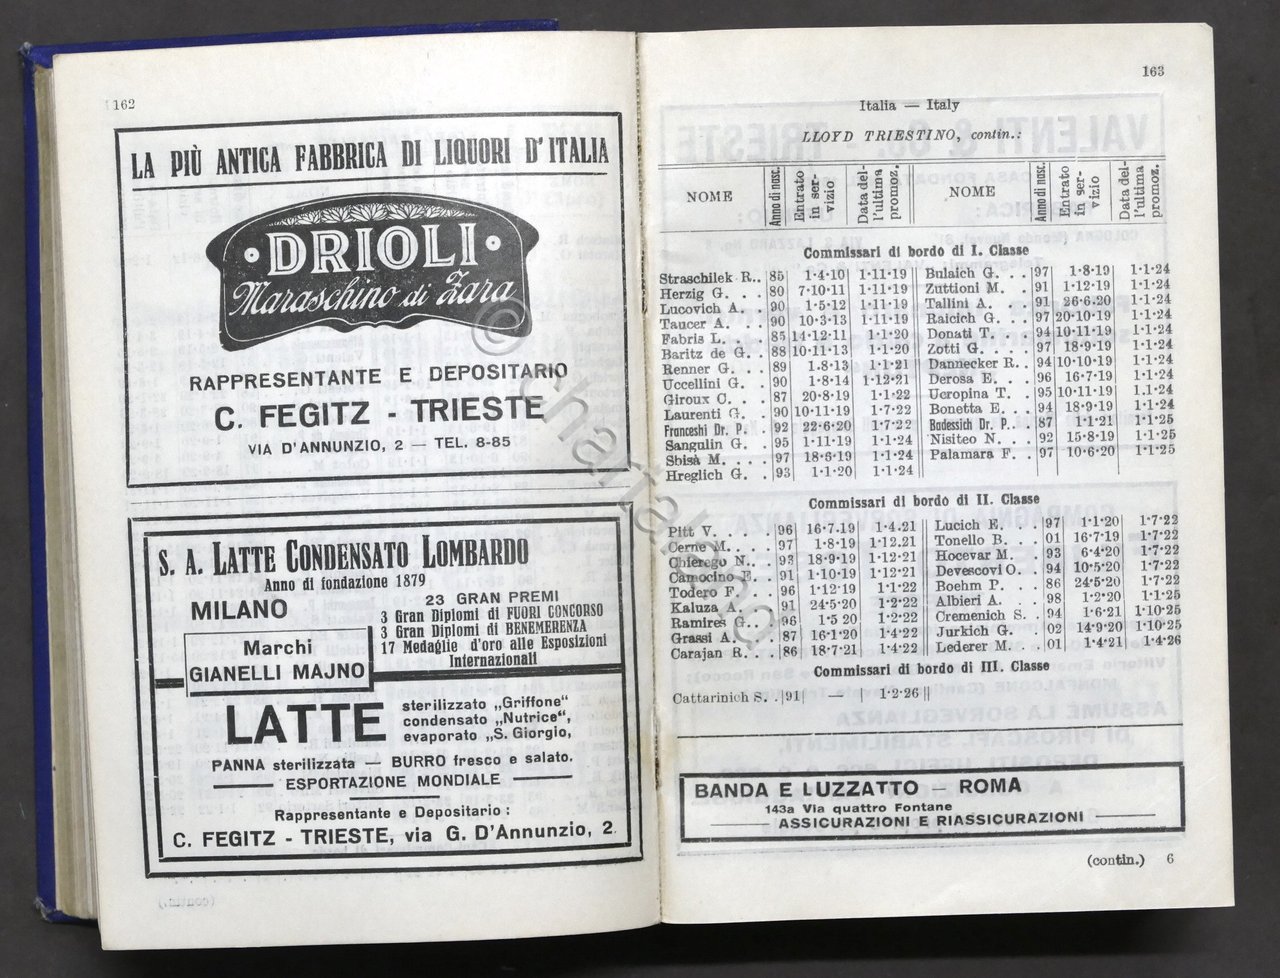 162
LA PIÙ ANTICA FABBRICA DI LIQUORI D'ITALIA
· DRIOLI ·
Maraschino di Zara
RAPPRESENTANTE E DEPOSITARIO
C. FEGITZ - TRIESTE
VIA D'ANNUNZIO, 2 — TEL. 8-85
S. A. LATTE CONDENSATO LOMBARDO
Anno di fondazione 1879
MILANO
23 GRAN PREMI
3 Gran Diplomi di FUORI CONCORSO
3 Gran Diplomi di BENEMERENZA
17 Medaglie d'oro alle Esposizioni
Internazionali
Marchi
GIANELLI MAJNO
LATTE
sterilizzato „Griffone"
condensato „Nutrice",
evaporato „S. Giorgio,
PANNA sterilizzata — BURRO fresco e salato.
ESPORTAZIONE MONDIALE
Rappresentante e Depositario :
C. FEGITZ - TRIESTE, via G. D'Annunzio, 2
163
Italia — Italy
LLOYD TRIESTINO, contin.:
NOME Anno di nasc. Entrato in ser-vizio Data del-l'ultima promoz. NOME Anno di nasc. Entrato in ser-vizio Data del-l'ultima promoz.
Commissari di bordo di I. Classe
Straschilek R. . 85 1·4·10 1·11·19 Bulaich G. . . . 97 1·8·19 1·1·24
Herzig G. . . . 80 7·10·11 1·11·19 Zuttioni M. . . 91 1·12·19 1·1·24
Lucovich A. . . 90 1·5·12 1·11·19 Tallini A. . . . 91 26·6·20 1·1·24
Taucer A. . . . 90 10·3·13 1·11·19 Raicich G. . . . 97 20·10·19 1·1·24
Fabris L. . . . 85 14·12·11 1·1·20 Donati T. . . . 94 10·11·19 1·1·24
Baritz de G. . . 88 10·11·13 1·1·20 Zotti G. . . . . 97 18·9·19 1·1·24
Renner G. . . . 89 1·8·13 1·1·21 Dannecker R. . 94 10·10·19 1·1·24
Uccellini G. . . 90 1·8·14 1·12·21 Derosa E. . . . 96 16·7·19 1·1·24
Giroux C. . . . 87 20·8·19 1·1·22 Ucropina T. . . 95 10·11·19 1.1·24
Laurenti G. . . 90 10·11·19 1·7·22 Bonetta E. . . . 94 18·9·19 1·1·24
Franceshi Dr. P. . 92 22·6·20 1·7·22 Badessich Dr. P. . 87 1·1·21 1·1·25
Sangulin G. . . 95 1·11·19 1·1·24 Nisiteo N. . . . 92 15·8·19 1·1·25
Sbisà M. . . . . 97 18·6·19 1·1·24 Palamara F. . . 97 10·6·20 1·1·25
Hreglich G. . . 93 1·1·20 1·1·24
Commissari di bordo di II. Classe
Pitt V. . . . . . 96 16·7·19 1·4·21 Lucich E. . . . 97 1·1·20 1·7·22
Cerne M. . . . . 97 1·8·19 1·12.21 Tonello B. . . . 01 16·7·19 1·7·22
Chierego N. . . 93 18·9·19 1·12·21 Hocevar M. . . 93 6·4·20 1·7·22
Camocino E. . . 91 1·10·19 1·12·21 Devescovi O. . . 94 10·5·20 1·7·22
Todero F. . . . 96 1·12·19 1·1·22 Boehm P. . . . 86 24·5·20 1·7·22
Kaluza A. . . . 91 24·5·20 1·2·22 Albieri A. . . . 98 1·2·20 1·1·25
Ramires G. . . . 96 1·5 20 1·2·22 Cremenich S. . 94 1·6·21 1·10·25
Grassi A. . . . . 87 16·1·20 1·4·22 Jurkich G. . . . 02 14·9·20 1·10·25
Carajan R. . . . 86 18·7·21 1·4·22 Lederer M. . . . 01 1·4·21 1·4·26
Commissari di bordo di III. Classe
Cattarinich S. . 91 — — 1·2·26
BANDA E LUZZATTO — ROMA
143a Via quattro Fontane
ASSICURAZIONI E RIASSICURAZIONI
(contin.) 6
© chartaland